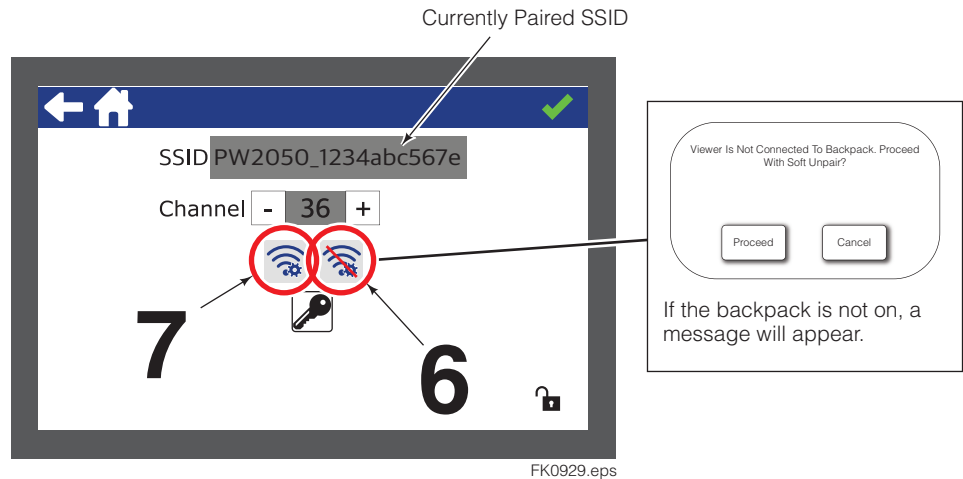 Currently Paired SSID
SSID PW2050_1234abc567e
Channel - 36 +
7
6
Viewer Is Not Connected To Backpack. Proceed
With Soft Unpair?
Proceed Cancel
If the backpack is not on, a
message will appear.
FK0929.eps